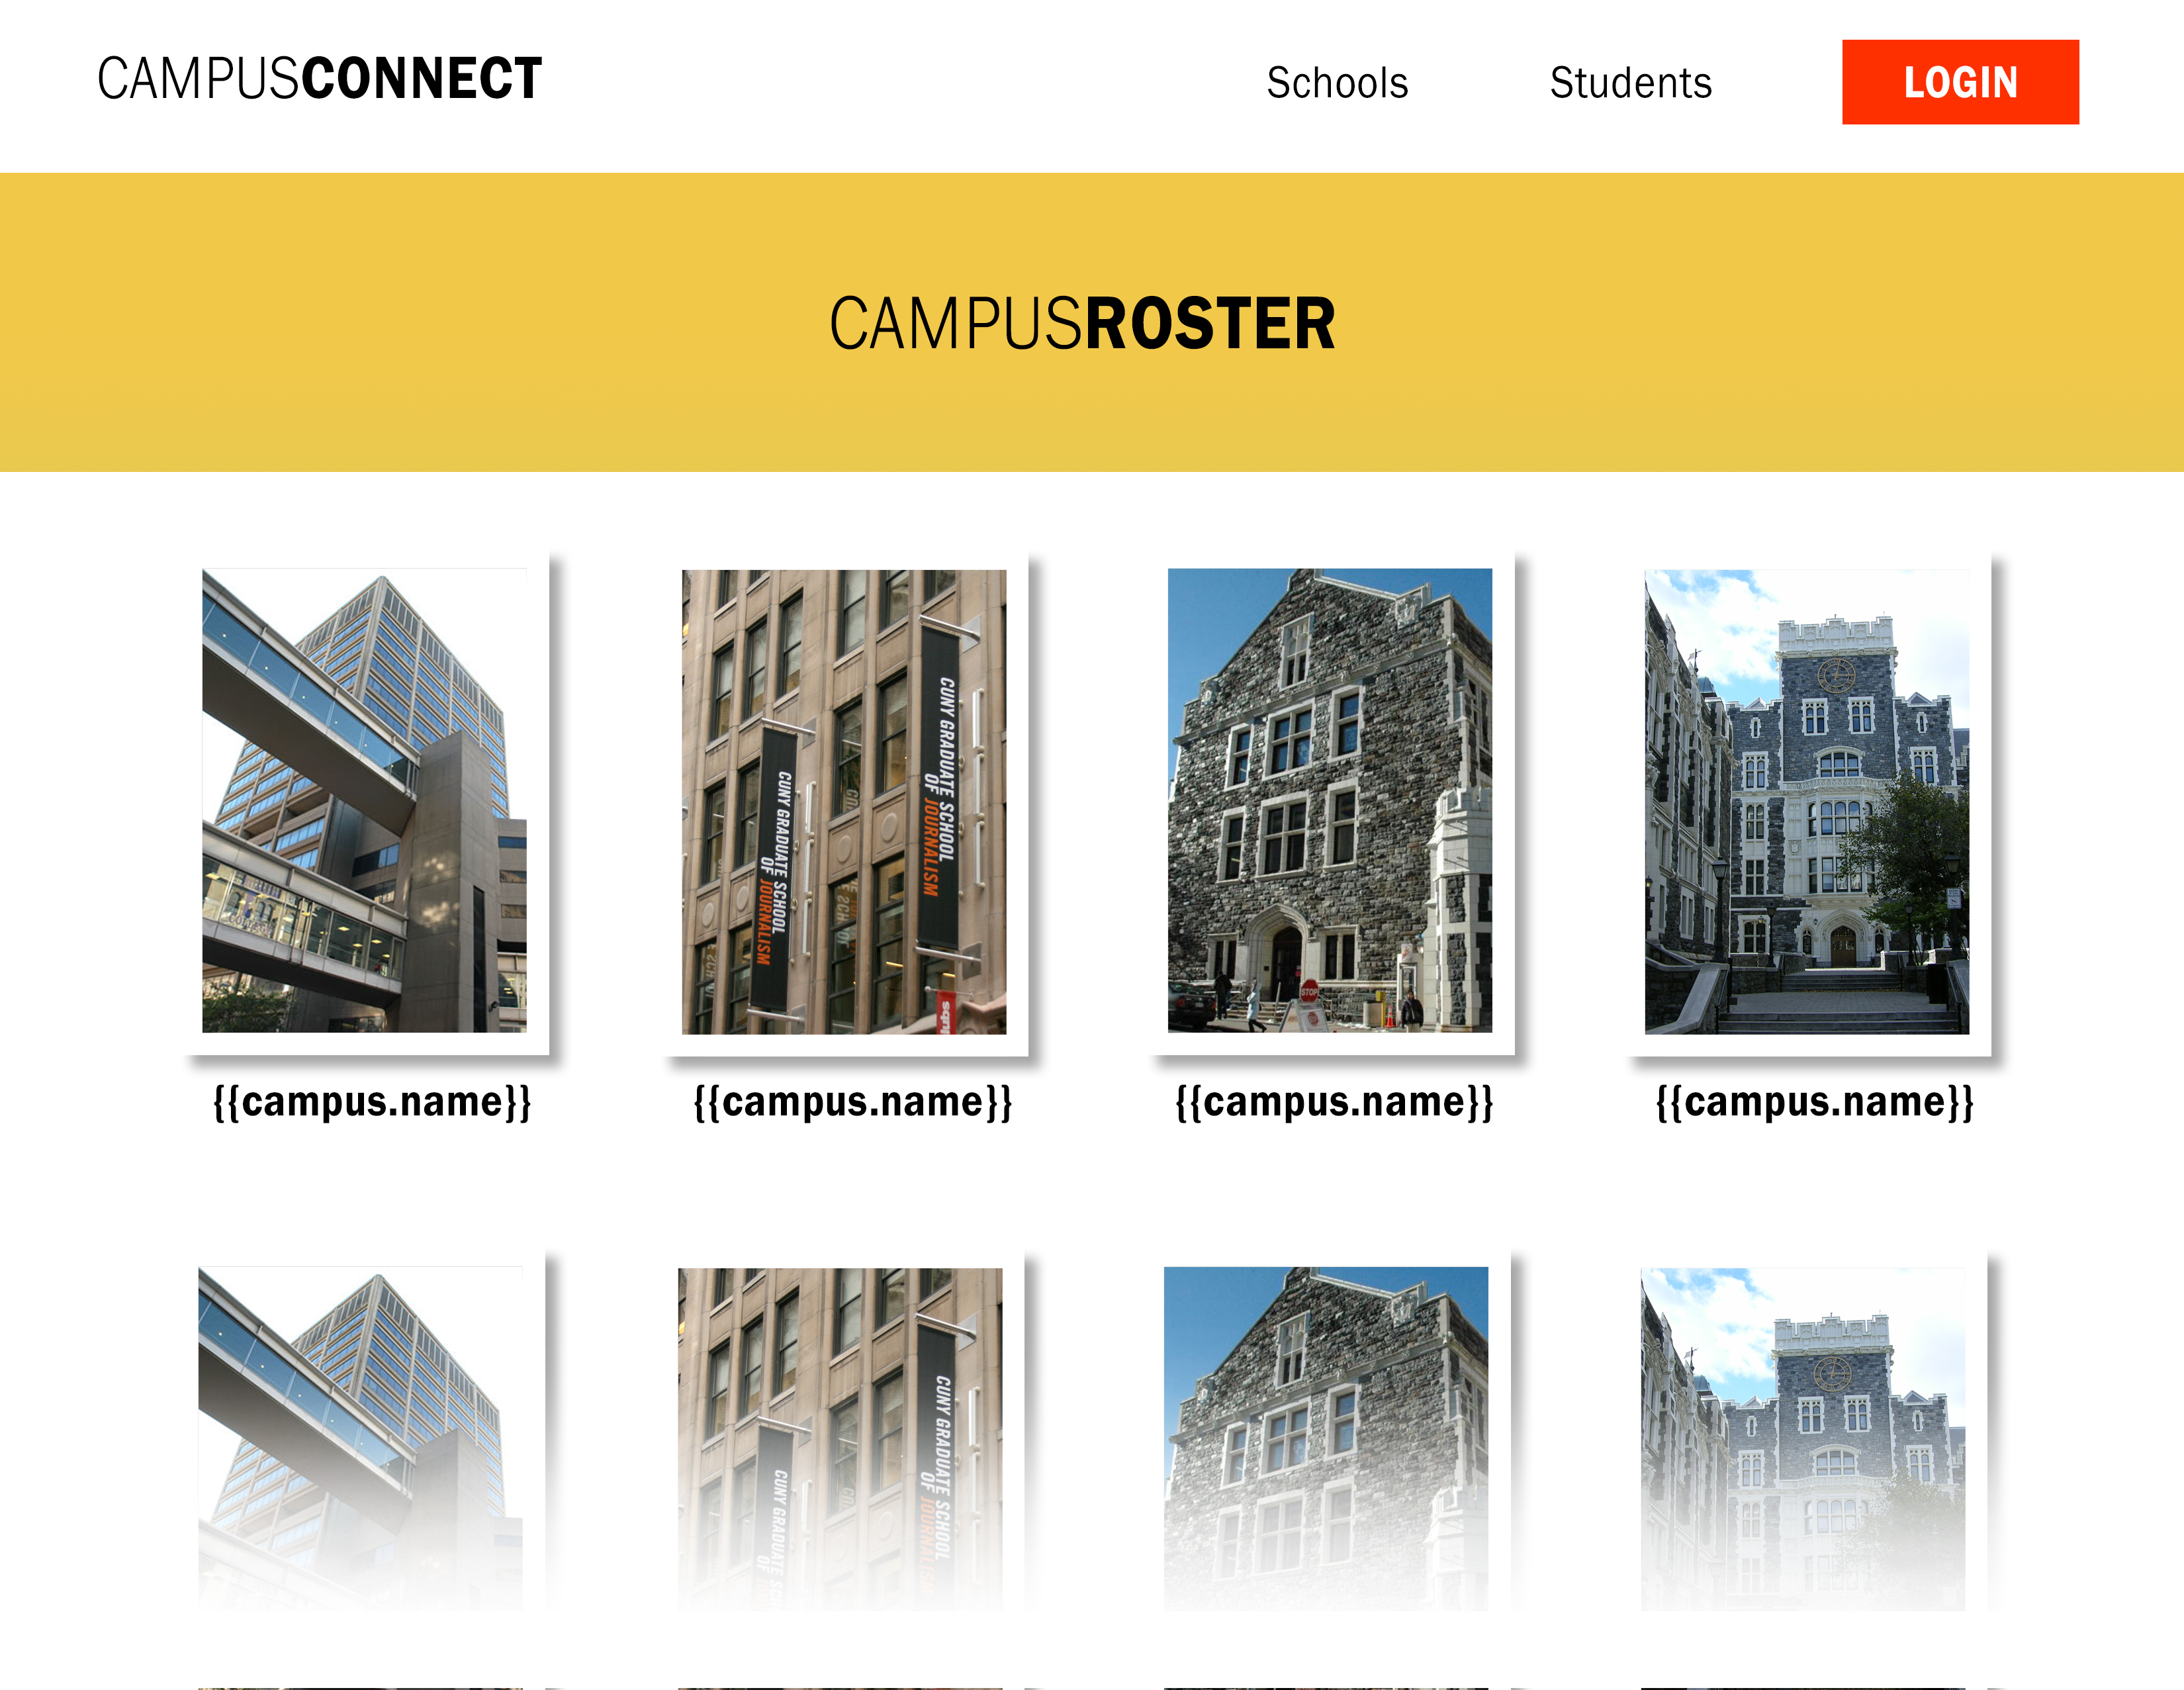 CAMPUSCONNECT
Schools
Students
LOGIN
CAMPUSROSTER
CUNY GRADUATE SCHOOL
OF JOURNALISM
CUNY GRADUATE SCHOOL
OF JOURNALISM
STOP
{{campus.name}}
{{campus.name}}
{{campus.name}}
{{campus.name}}
CUNY GRADUATE SCHOOL
OF JOURNALISM
CUNY GRADUATE
OF